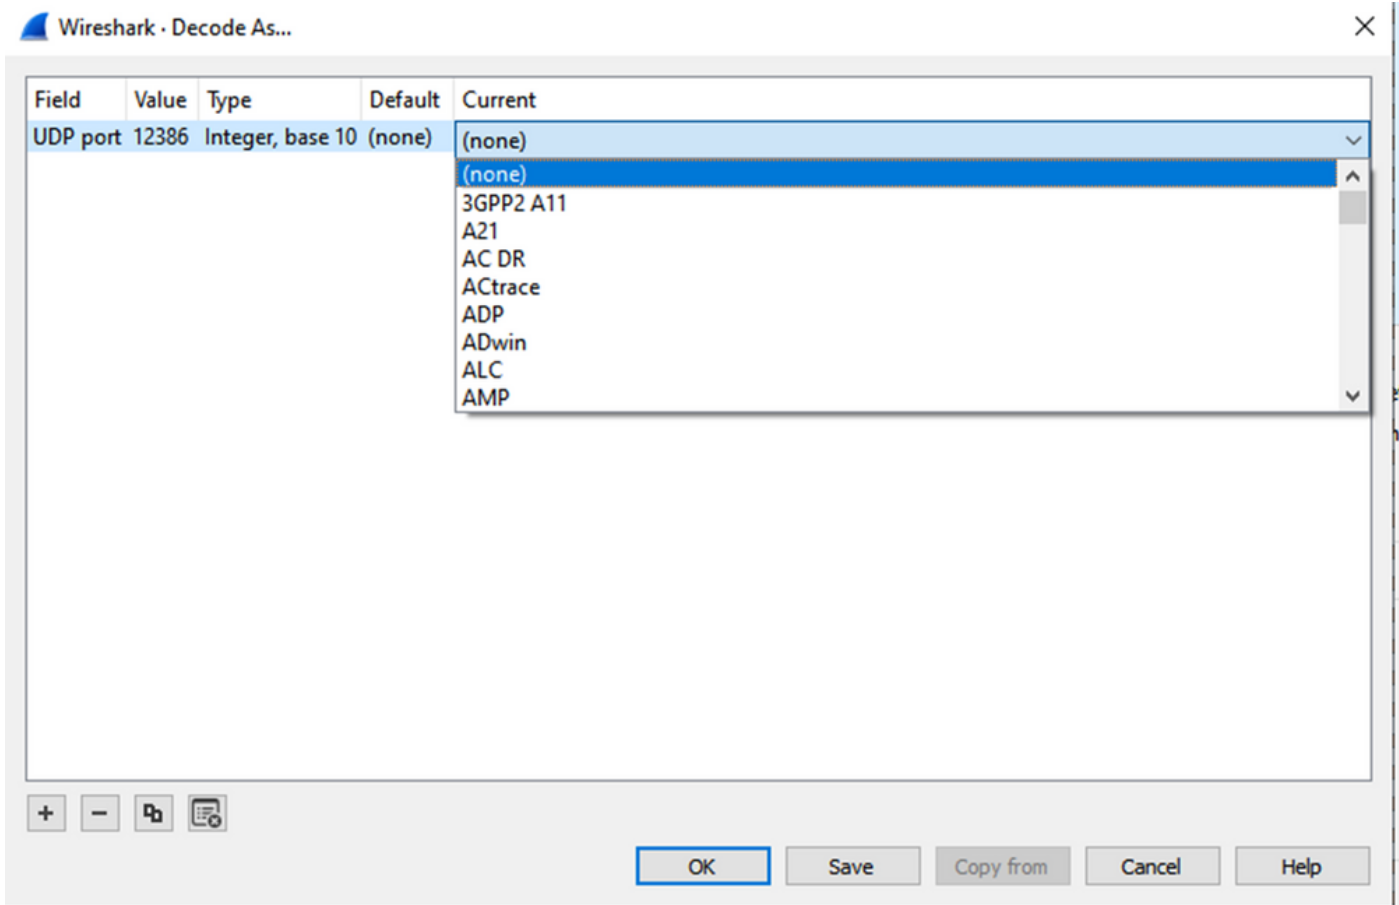 Wireshark · Decode As...
Field Value Type Default Current
UDP port 12386 Integer, base 10 (none) (none)
(none)
3GPP2 A11
A21
AC DR
ACtrace
ADP
ADwin
ALC
AMP
OK Save Copy from Cancel Help